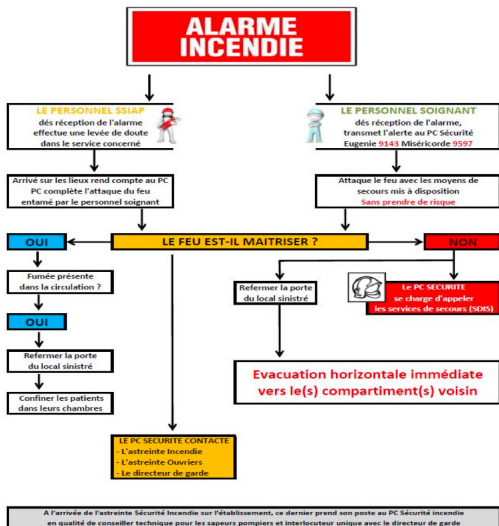 ALARME
INCENDIE
LE PERSONNEL SSIAP
dés réception de l'alarme
effectue une levée de doute
dans le service concerné
LE PERSONNEL SOIGNANT
dés réception de l'alarme,
transmet l'alerte au PC Sécurité
Eugenie 9143 Miséricorde 9597
Arrivé sur les lieux rend compte au PC
PC complète l'attaque du feu
entamé par le personnel soignant
Attaque le feu avec les moyens de
secours mis à disposition
Sans prendre de risque
OUI
LE FEU EST-IL MAITRISER ?
NON
Fumée présente
dans la circulation ?
Refermer la porte
du local sinistré
Le PC SECURITE
se charge d'appeler
les services de secours (SDIS)
OUI
Refermer la porte
du local sinistré
Evacuation horizontale immédiate
vers le(s) compartiment(s) voisin
Confiner les patients
dans leurs chambres
LE PC SECURITE CONTACTE
- L'astreinte Incendie
- L'astreinte Ouvriers
- Le directeur de garde
A l'arrivée de l'astreinte Sécurité Incendie sur l'établissement, ce dernier prend son poste au PC Sécurité incendie
en qualité de conseiller technique pour les sapeurs pompiers et interlocuteur unique avec le directeur de garde